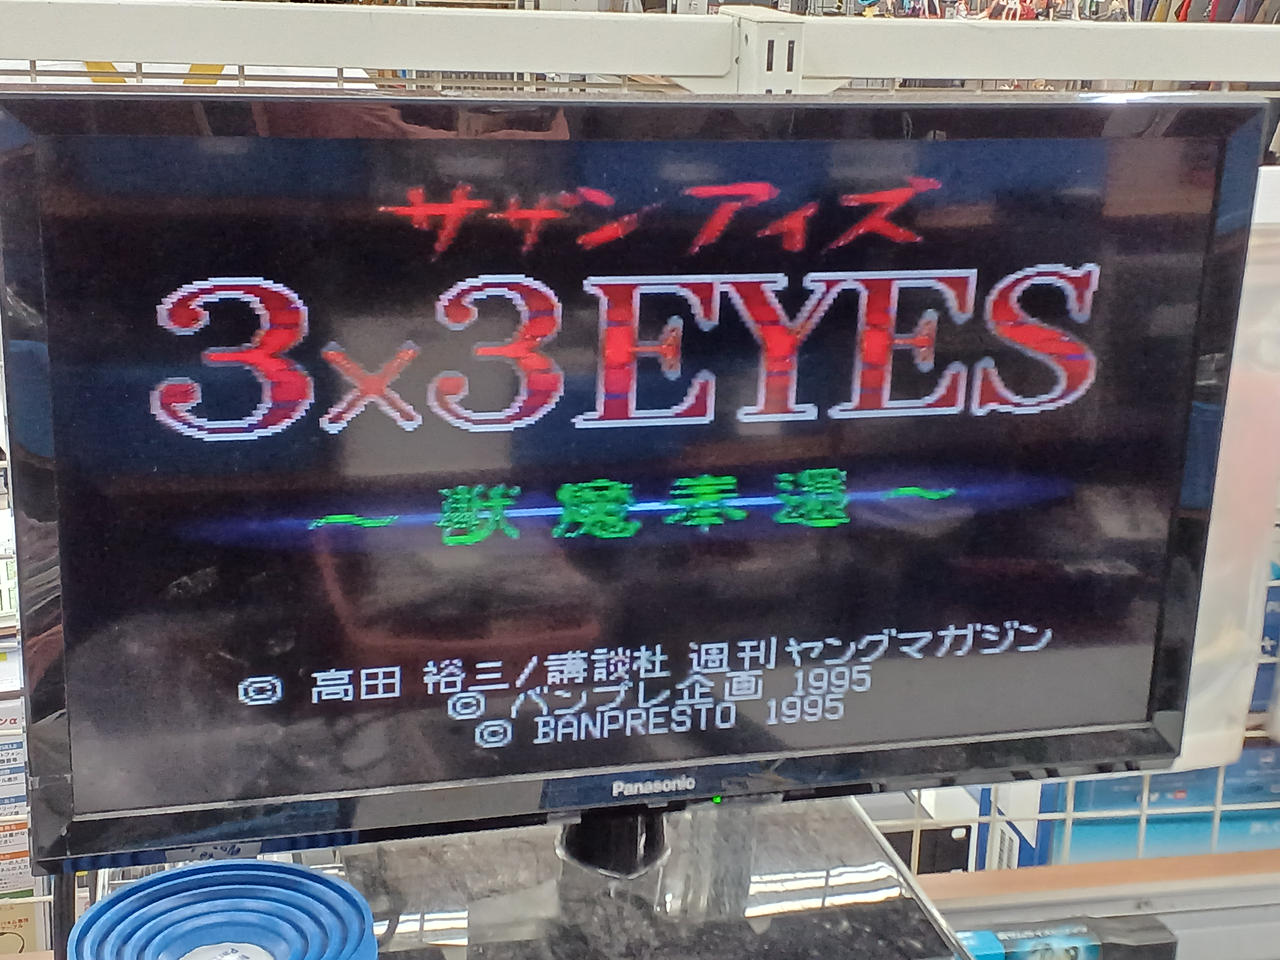 サザンアイズ
3×3EYES
～獣魔奉還～
© 高田 裕三/講談社 週刊ヤングマガジン
© バンプレ企画 1995
© BANPRESTO 1995
Panasonic